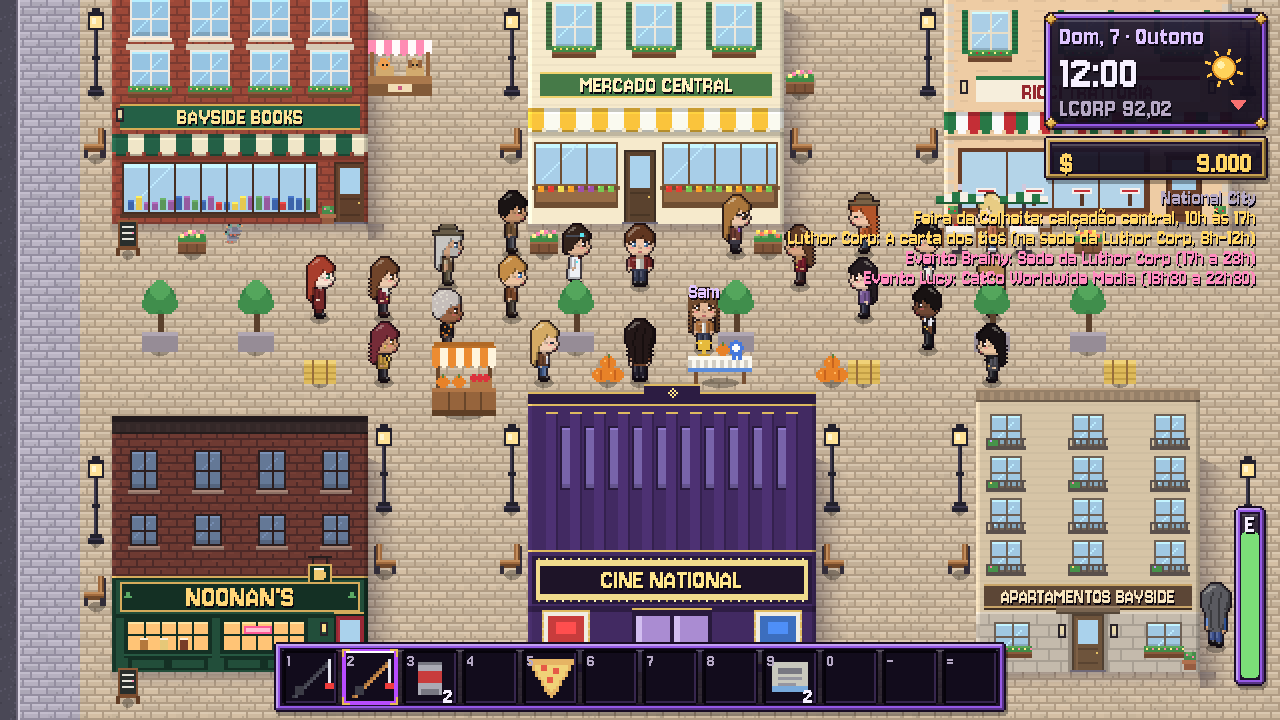 Dom, 7 · Outono
12:00
LCORP 92,02
$ 9.000
National City
Feira da Colheita: calçadão central, 10h às 17h
Luthor Corp: A carta dos tios (na sede da Luthor Corp, 8h-12h)
Evento Brainy: Sede da Luthor Corp (17h a 23h)
Evento Lucy: CatCo Worldwide Media (18h30 a 22h30)
MERCADO CENTRAL
BAYSIDE BOOKS
Sam
NOONAN'S
CINE NATIONAL
APARTAMENTOS BAYSIDE
E
1 2 3 4 5 6 7 8 9 0 - =
2 2